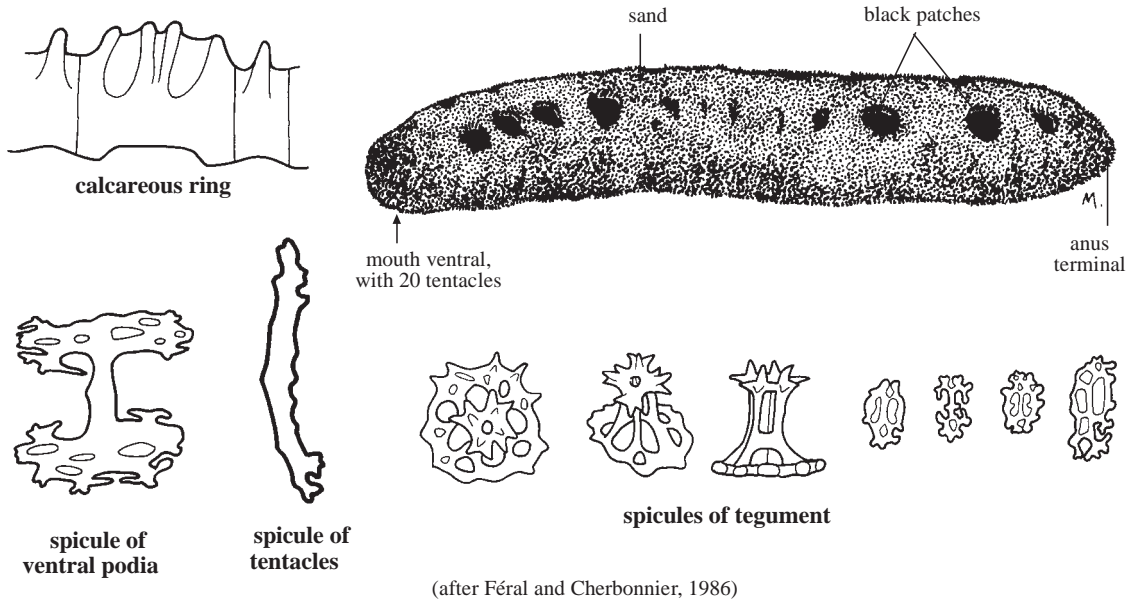 sand
black patches
calcareous ring
M.
mouth ventral,
with 20 tentacles
anus
terminal
spicule of
ventral podia
spicule of
tentacles
spicules of tegument
(after Féral and Cherbonnier, 1986)